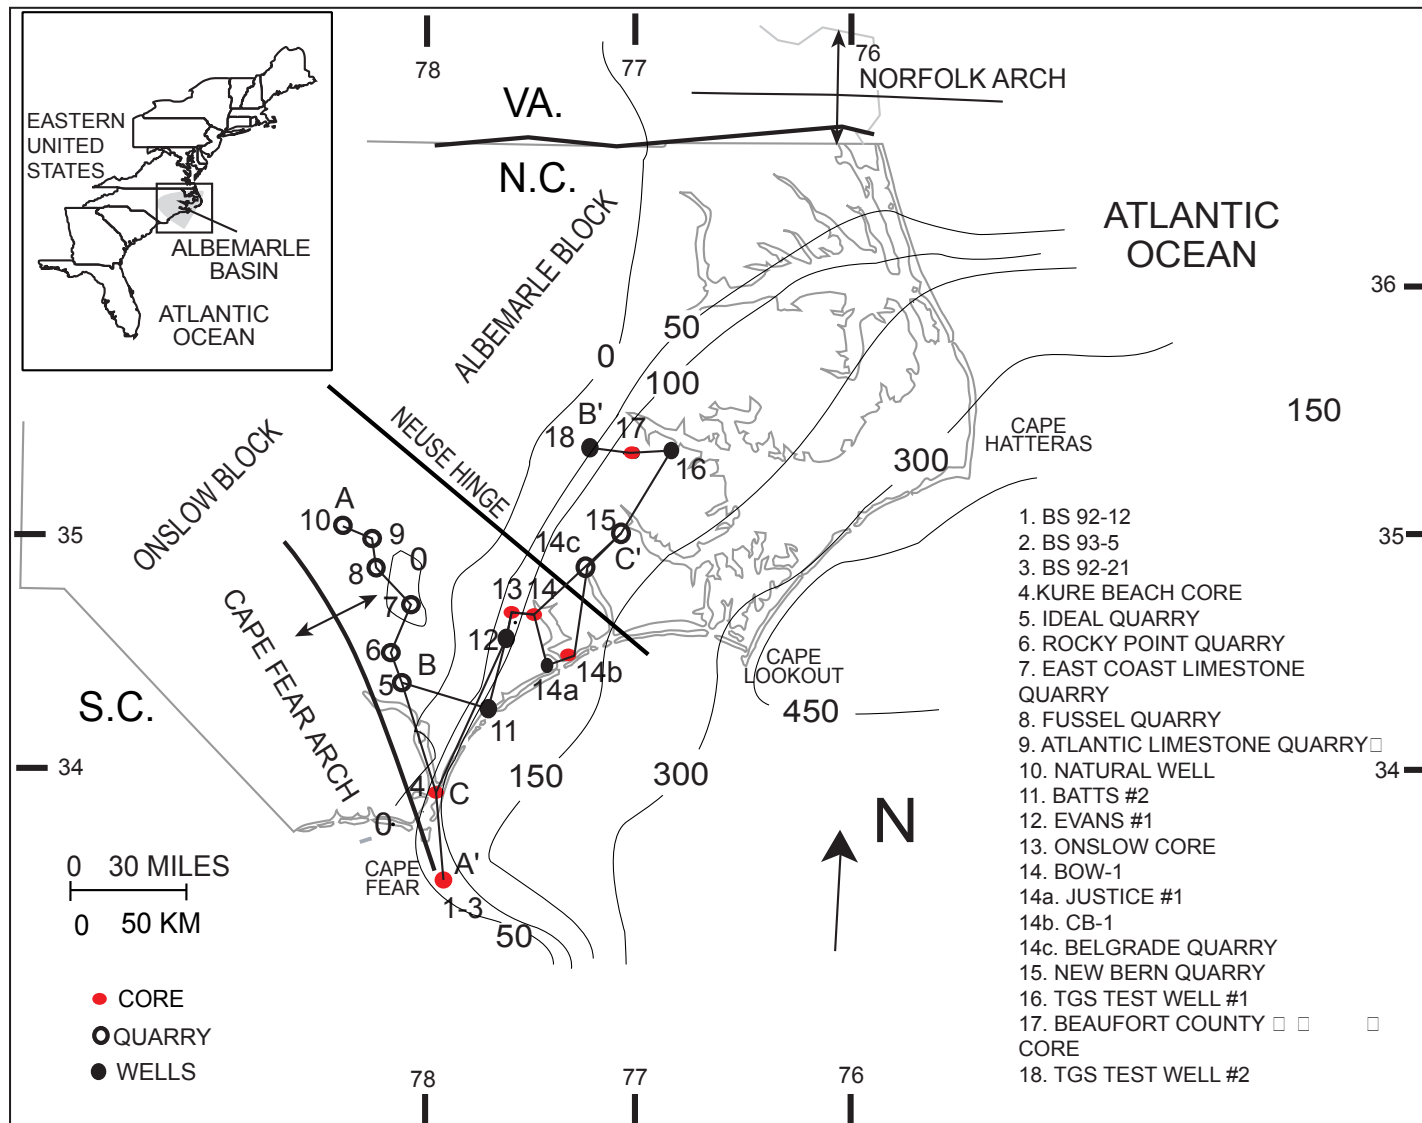 78
77
76
NORFOLK ARCH
VA.
N.C.
EASTERN
UNITED
STATES
ALBEMARLE
BASIN
ATLANTIC
OCEAN
ATLANTIC
OCEAN
ALBEMARLE BLOCK
36
50
0
100
150
CAPE
HATTERAS
300
NEUSE HINGE
ONSLOW BLOCK
B'
18
17
16
A
10
9
8
0
7
15
C'
14c
35
35
13
14
12
6
B
5
14a
14b
11
CAPE
LOOKOUT
450
CAPE FEAR ARCH
S.C.
34
34
4
C
150
300
0
CAPE
FEAR
A'
1-3
50
N
0 30 MILES
0 50 KM
CORE
QUARRY
WELLS
78
77
76
1. BS 92-12
2. BS 93-5
3. BS 92-21
4.KURE BEACH CORE
5. IDEAL QUARRY
6. ROCKY POINT QUARRY
7. EAST COAST LIMESTONE
QUARRY
8. FUSSEL QUARRY
9. ATLANTIC LIMESTONE QUARRY□
10. NATURAL WELL
11. BATTS #2
12. EVANS #1
13. ONSLOW CORE
14. BOW-1
14a. JUSTICE #1
14b. CB-1
14c. BELGRADE QUARRY
15. NEW BERN QUARRY
16. TGS TEST WELL #1
17. BEAUFORT COUNTY □ □ □
CORE
18. TGS TEST WELL #2